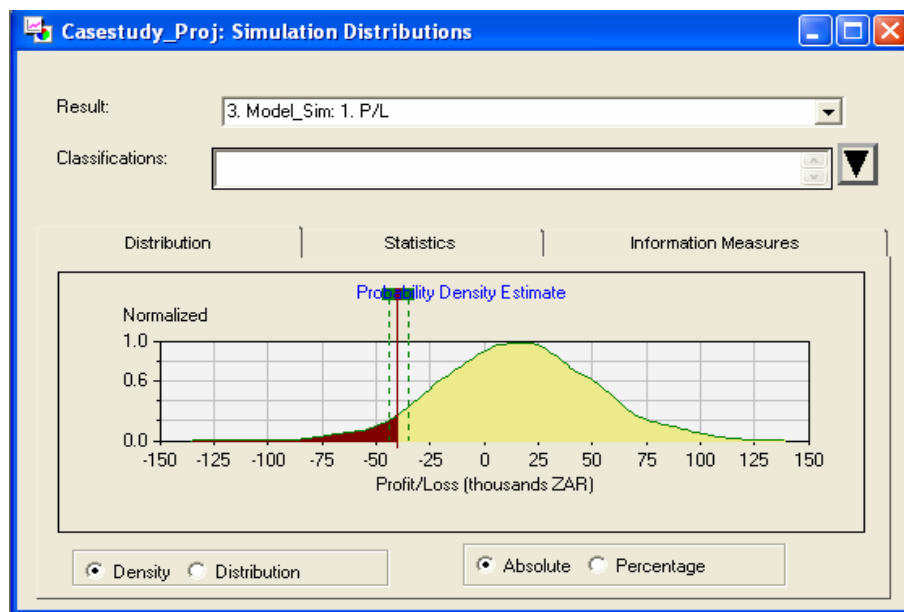 Casestudy_Proj: Simulation Distributions
Result:
3. Model_Sim: 1. P/L
Classifications:
Distribution Statistics Information Measures
Probability Density Estimate
Normalized
1.0
0.6
0.0
-150 -125 -100 -75 -50 -25 0 25 50 75 100 125 150
Profit/Loss (thousands ZAR)
Density Distribution Absolute Percentage